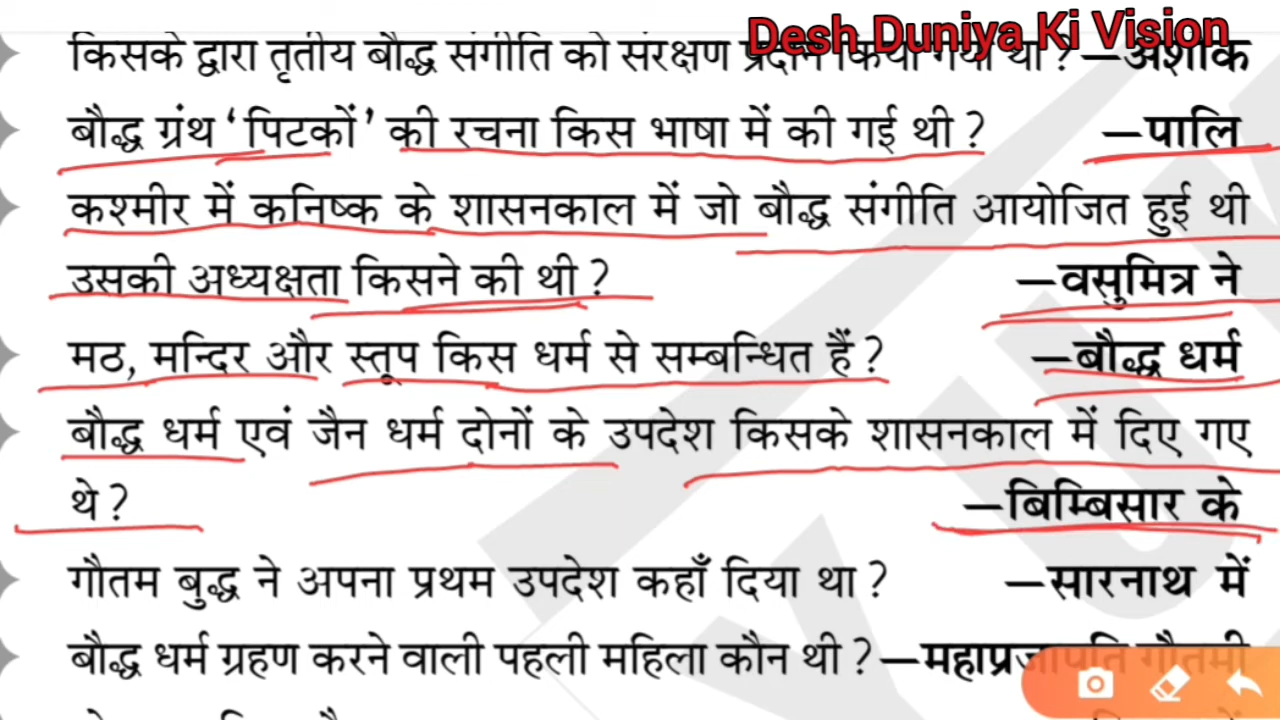 Desh Duniya Ki Vision
किसके द्वारा तृतीय बौद्ध संगीति को संरक्षण प्रदान किया गया था? —अशोक
बौद्ध ग्रंथ 'पिटकों' की रचना किस भाषा में की गई थी? —पालि
कश्मीर में कनिष्क के शासनकाल में जो बौद्ध संगीति आयोजित हुई थी
उसकी अध्यक्षता किसने की थी? —वसुमित्र ने
मठ, मन्दिर और स्तूप किस धर्म से सम्बन्धित हैं? —बौद्ध धर्म
बौद्ध धर्म एवं जैन धर्म दोनों के उपदेश किसके शासनकाल में दिए गए
थे? —बिम्बिसार के
गौतम बुद्ध ने अपना प्रथम उपदेश कहाँ दिया था? —सारनाथ में
बौद्ध धर्म ग्रहण करने वाली पहली महिला कौन थी? —महाप्रजापति गौतमी